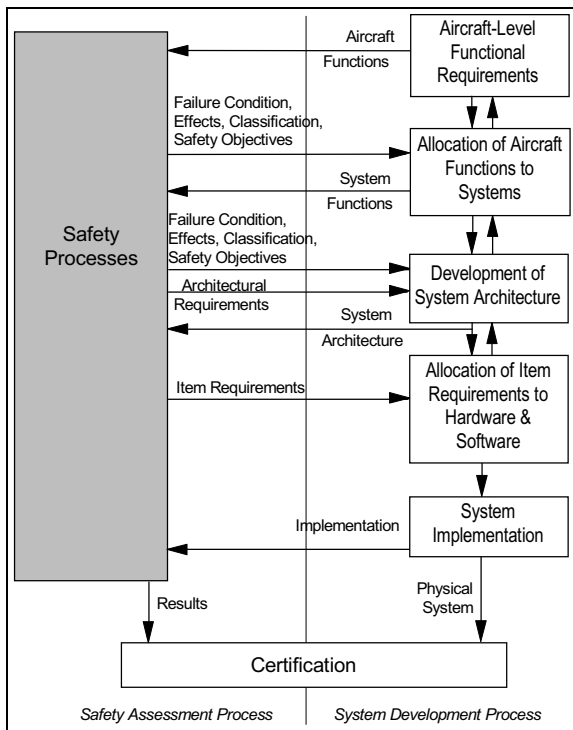 Aircraft
Functions
Aircraft-Level
Functional
Requirements
Failure Condition,
Effects, Classification,
Safety Objectives
Allocation of Aircraft
Functions to
Systems
System
Functions
Safety
Processes
Failure Condition,
Effects, Classification,
Safety Objectives
Architectural
Requirements
Development of
System Architecture
System
Architecture
Item Requirements
Allocation of Item
Requirements to
Hardware &
Software
Implementation
System
Implementation
Results
Physical
System
Certification
Safety Assessment Process
System Development Process